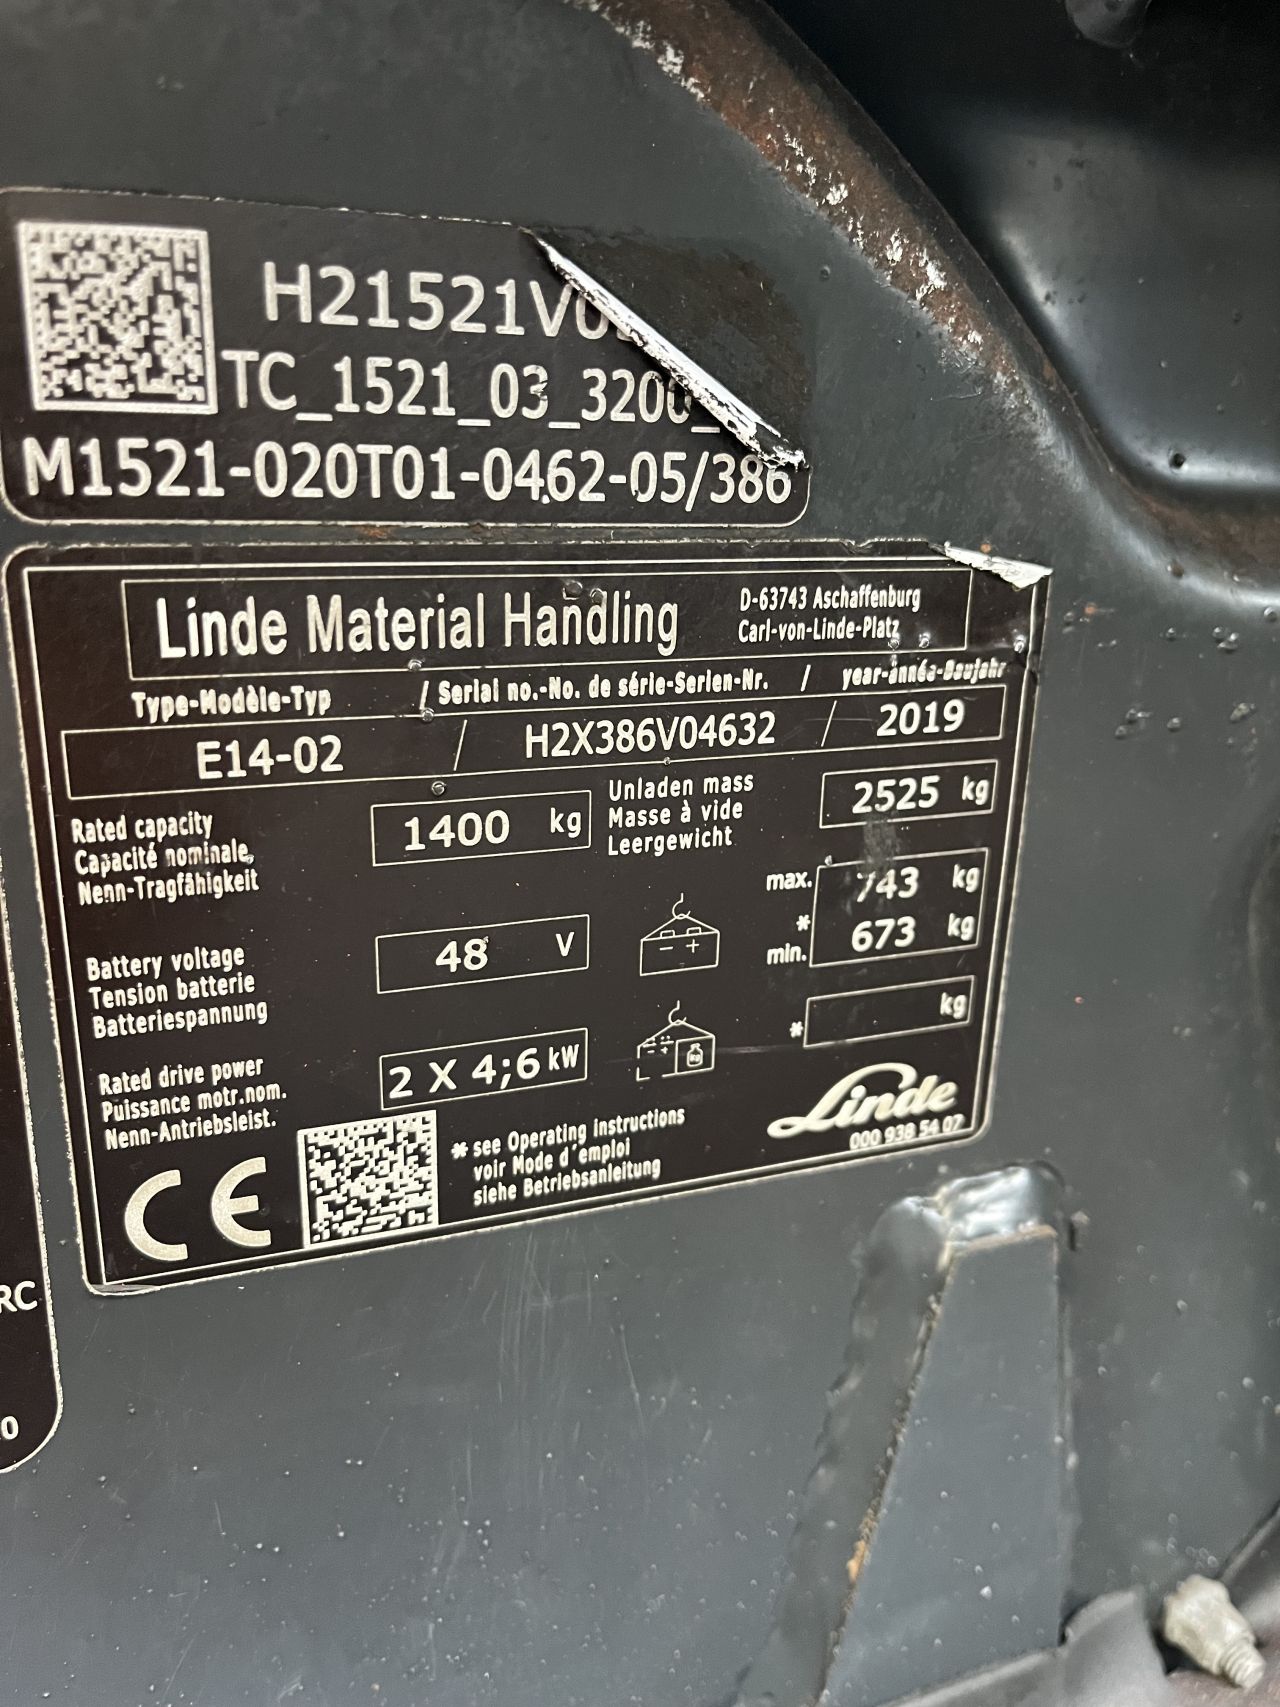 H21521V0
TC_1521_03_3200_
M1521-020T01-0462-05/386
Linde Material Handling
D-63743 Aschaffenburg
Carl-von-Linde-Platz
Type-Modèle-Typ / Serial no.-No. de série-Serien-Nr. / year-année-Baujahr
E14-02 / H2X386V04632 / 2019
Rated capacity
Capacité nominale,
Nenn-Tragfähigkeit
1400 kg
Unladen mass
Masse à vide
Leergewicht
2525 kg
max. 743 kg
*
min. 673 kg
Battery voltage
Tension batterie
Batteriespannung
48 V
- +
* kg
Rated drive power
Puissance motr.nom.
Nenn-Antriebsleist.
2 X 4;6 kW
- + kg
CE
* see Operating instructions
voir Mode d´emploi
siehe Betriebsanleitung
Linde
000 938 54 07
RC
0